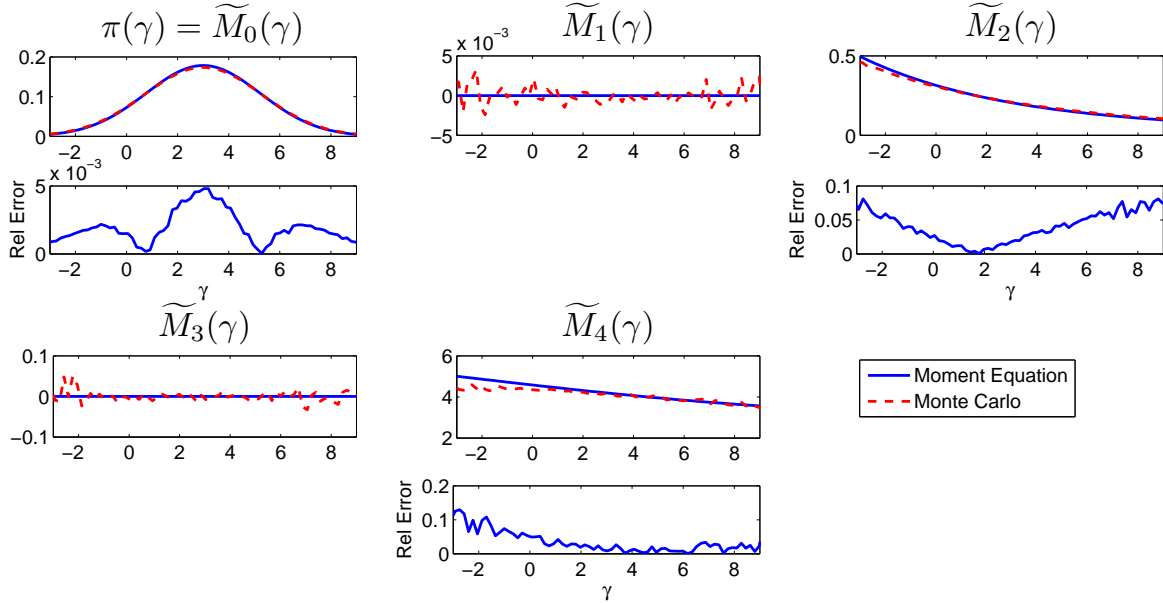 π(γ) = M̃₀(γ)
0.2
0.1
0
−2 0 2 4 6 8
x 10⁻³
5
0
Rel Error
−2 0 2 4 6 8
γ
M̃₁(γ)
x 10⁻³
5
0
−5
−2 0 2 4 6 8
M̃₂(γ)
0.5
0
−2 0 2 4 6 8
0.1
0.05
0
Rel Error
−2 0 2 4 6 8
γ
M̃₃(γ)
0.1
0
−0.1
−2 0 2 4 6 8
M̃₄(γ)
6
4
2
−2 0 2 4 6 8
0.2
0.1
0
Rel Error
−2 0 2 4 6 8
γ
Moment Equation
Monte Carlo